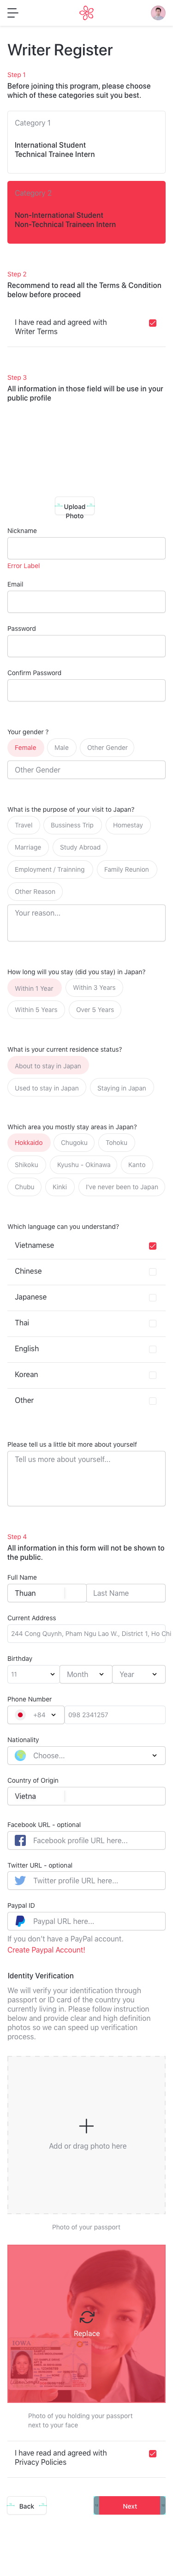 Writer Register
Step 1
Before joining this program, please choose
which of these categories suit you best.
Category 1
International Student
Technical Trainee Intern
Category 2
Non-International Student
Non-Technical Traineen Intern
Step 2
Recommend to read all the Terms & Condition
below before proceed
I have read and agreed with
Writer Terms
Step 3
All information in those field will be use in your
public profile
Upload
Photo
Nickname
Error Label
Email
Password
Confirm Password
Your gender ?
Female Male Other Gender
Other Gender
What is the purpose of your visit to Japan?
Travel Bussiness Trip Homestay
Marriage Study Abroad
Employment / Trainning Family Reunion
Other Reason
Your reason...
How long will you stay (did you stay) in Japan?
Within 1 Year Within 3 Years
Within 5 Years Over 5 Years
What is your current residence status?
About to stay in Japan
Used to stay in Japan Staying in Japan
Which area you mostly stay areas in Japan?
Hokkaido Chugoku Tohoku
Shikoku Kyushu - Okinawa Kanto
Chubu Kinki I've never been to Japan
Which language can you understand?
Vietnamese
Chinese
Japanese
Thai
English
Korean
Other
Please tell us a little bit more about yourself
Tell us more about yourself...
Step 4
All information in this form will not be shown to
the public.
Full Name
Thuan Last Name
Current Address
244 Cong Quynh, Pham Ngu Lao W., District 1, Ho Chi
Birthday
11 Month Year
Phone Number
+84 098 2341257
Nationality
Choose...
Country of Origin
Vietna
Facebook URL - optional
Facebook profile URL here...
Twitter URL - optional
Twitter profile URL here...
Paypal ID
Paypal URL here...
If you don't have a PayPal account.
Create Paypal Account!
Identity Verification
We will verify your identification through
passport or ID card of the country you
currently living in. Please follow instruction
below and provide clear and high definition
photos so we can speed up verification
process.
Add or drag photo here
Photo of your passport
Replace
Photo of you holding your passport
next to your face
I have read and agreed with
Privacy Policies
Back Next